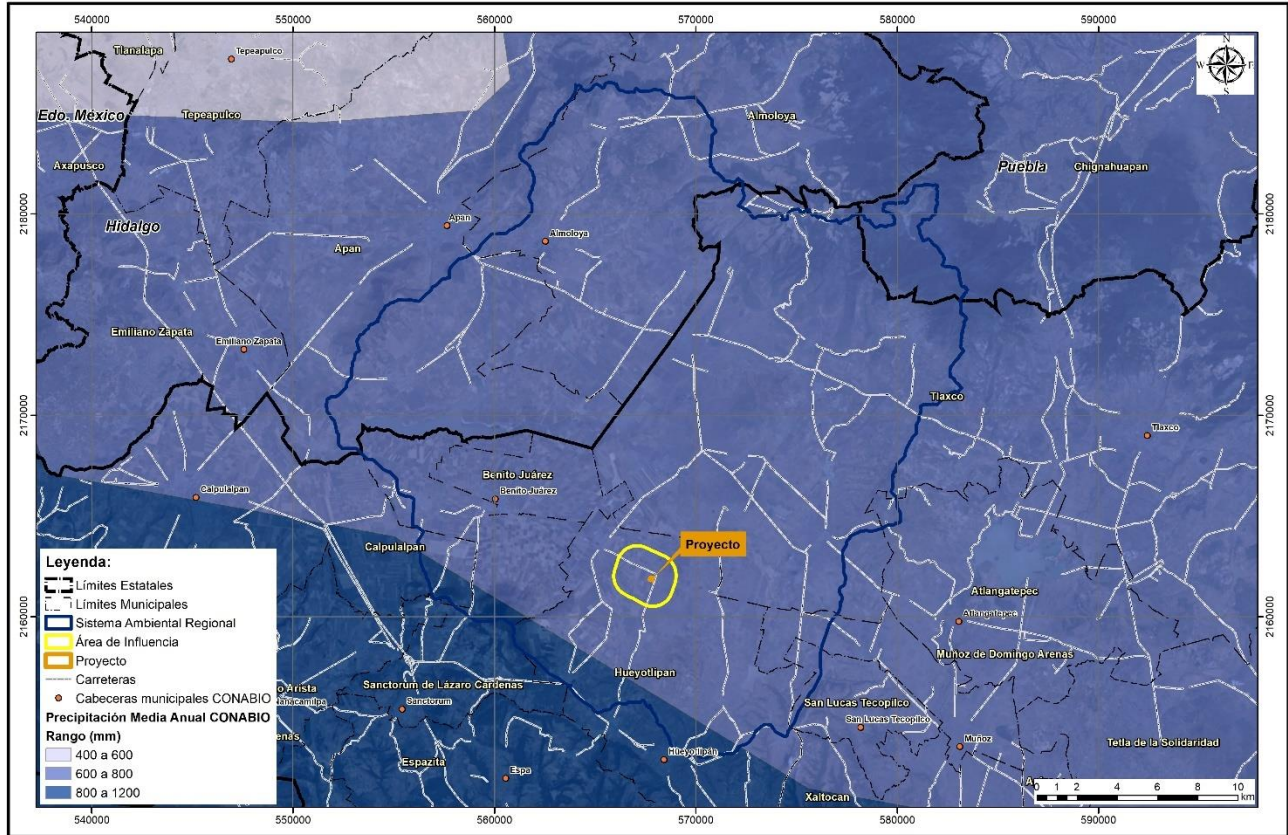 540000
550000
560000
570000
580000
590000
Tlanalapa
Tepeapulco
N
W
E
S
Edo. México
Tepeapulco
Almoloya
Axapusco
Puebla
Chignahuapan
2180000
Hidalgo
Apan
2180000
Almoloya
Apan
Emiliano Zapata
Emiliano Zapata
Tlaxco
2170000
2170000
Tlaxco
Benito Juárez
Benito Juárez
Calpulalpan
Proyecto
Calpulalpan
Leyenda:
Límites Estatales
Límites Municipales
Sistema Ambiental Regional
Área de Influencia
Proyecto
Carreteras
Cabeceras municipales CONABIO
Precipitación Media Anual CONABIO
Rango (mm)
400 a 600
600 a 800
800 a 1200
Atlangatepec
2160000
2160000
Atlangatepec
Muñoz de Domingo Arenas
Hueyotlipan
Sanctorum de Lázaro Cárdenas
o Arista
Nanacamilpa
Sanctorum
San Lucas Tecopilco
San Lucas Tecopilco
enas
Muñoz
Tetla de la Solidaridad
Hueyotlipán
Espazita
Espa
Xaltocan
0 1 2 4 6 8 10
km
540000
550000
560000
570000
580000
590000